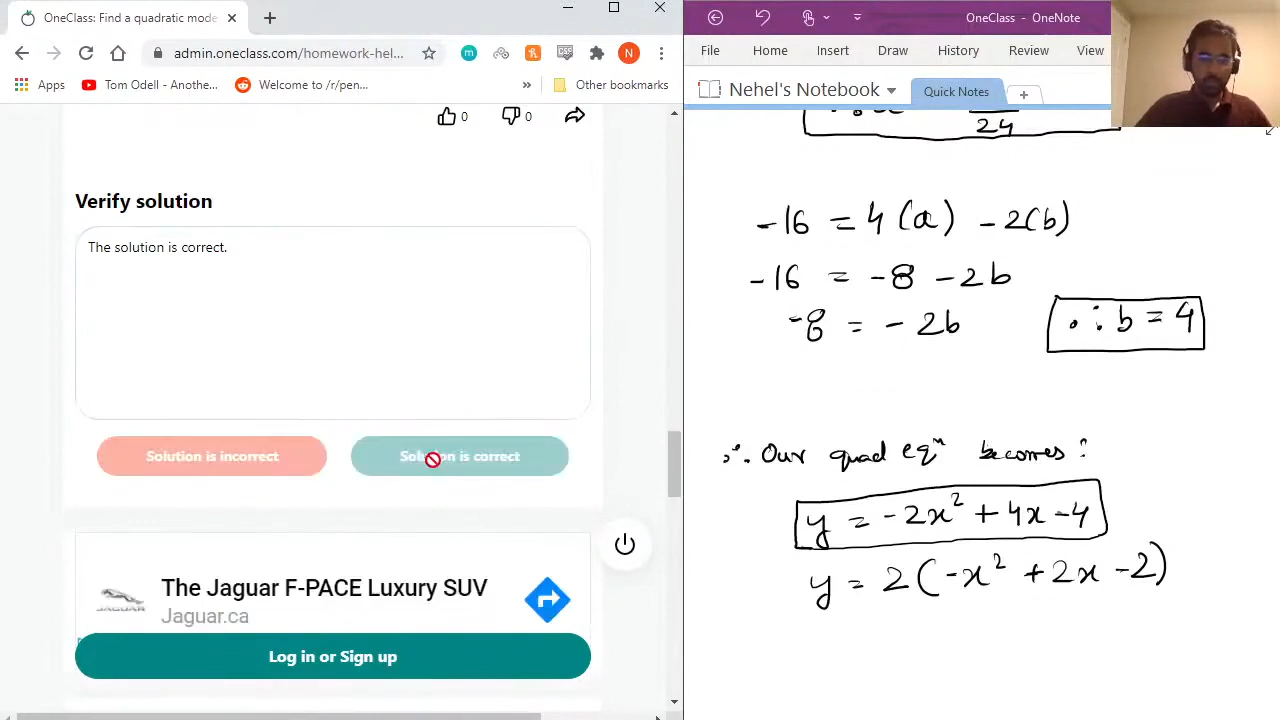 OneClass: Find a quadratic mode
admin.oneclass.com/homework-hel...
N
Apps
Tom Odell - Anothe...
Welcome to /r/pen...
»
Other bookmarks
0
0
Verify solution
The solution is correct.
Solution is incorrect
Solution is correct
The Jaguar F-PACE Luxury SUV
Jaguar.ca
JAGUAR
Log in or Sign up
OneClass - OneNote
File Home Insert Draw History Review View
Nehel's Notebook
Quick Notes
24
-16 = 4(a) - 2(b)
-16 = -8 - 2b
-8 = -2b
∴ b = 4
∴ Our quad eqⁿ becomes:
y = -2x² + 4x - 4
y = 2(-x² + 2x - 2)